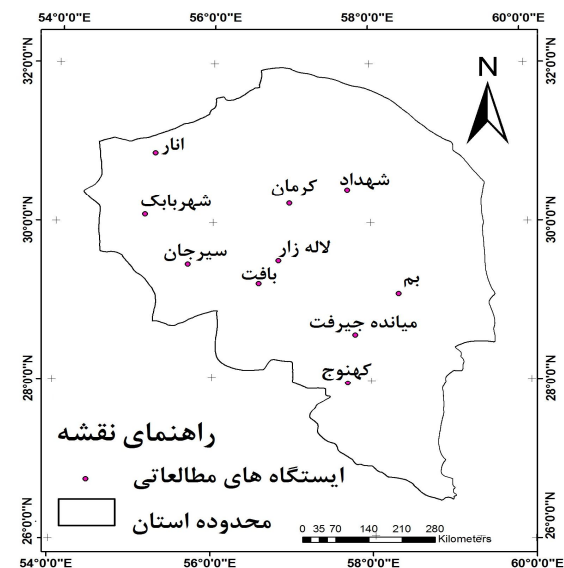 54°0'0"E 56°0'0"E 58°0'0"E 60°0'0"E
32°0'0"N 32°0'0"N
N
انار
شهداد
کرمان
شهربابک
30°0'0"N 30°0'0"N
لاله زار
سیرجان
بافت
بم
میانده جیرفت
کهنوج
28°0'0"N 28°0'0"N
راهنمای نقشه
ایستگاه های مطالعاتی
محدوده استان
0 35 70 140 210 280
Kilometers
26°0'0"N 26°0'0"N
54°0'0"E 56°0'0"E 58°0'0"E 60°0'0"E